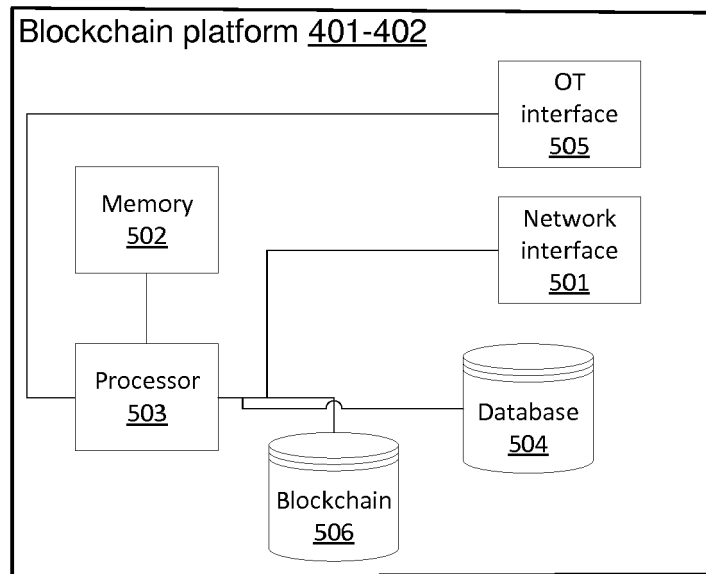 Blockchain platform 401-402
OT
interface
505
Memory
502
Network
interface
501
Processor
503
Database
504
Blockchain
506